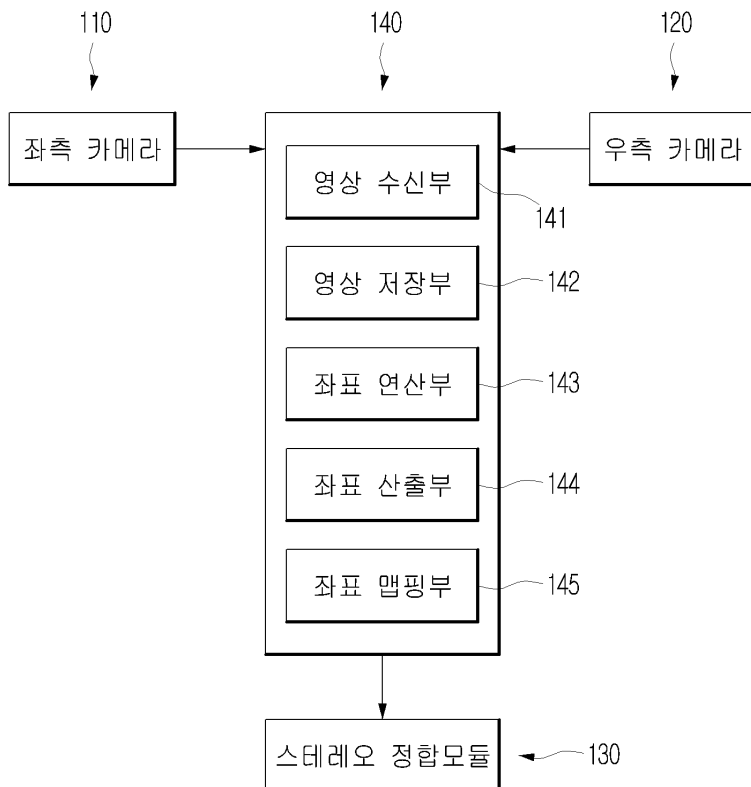 110
140
120
좌측 카메라
우측 카메라
영상 수신부
141
영상 저장부
142
좌표 연산부
143
좌표 산출부
144
좌표 맵핑부
145
스테레오 정합모듈
130